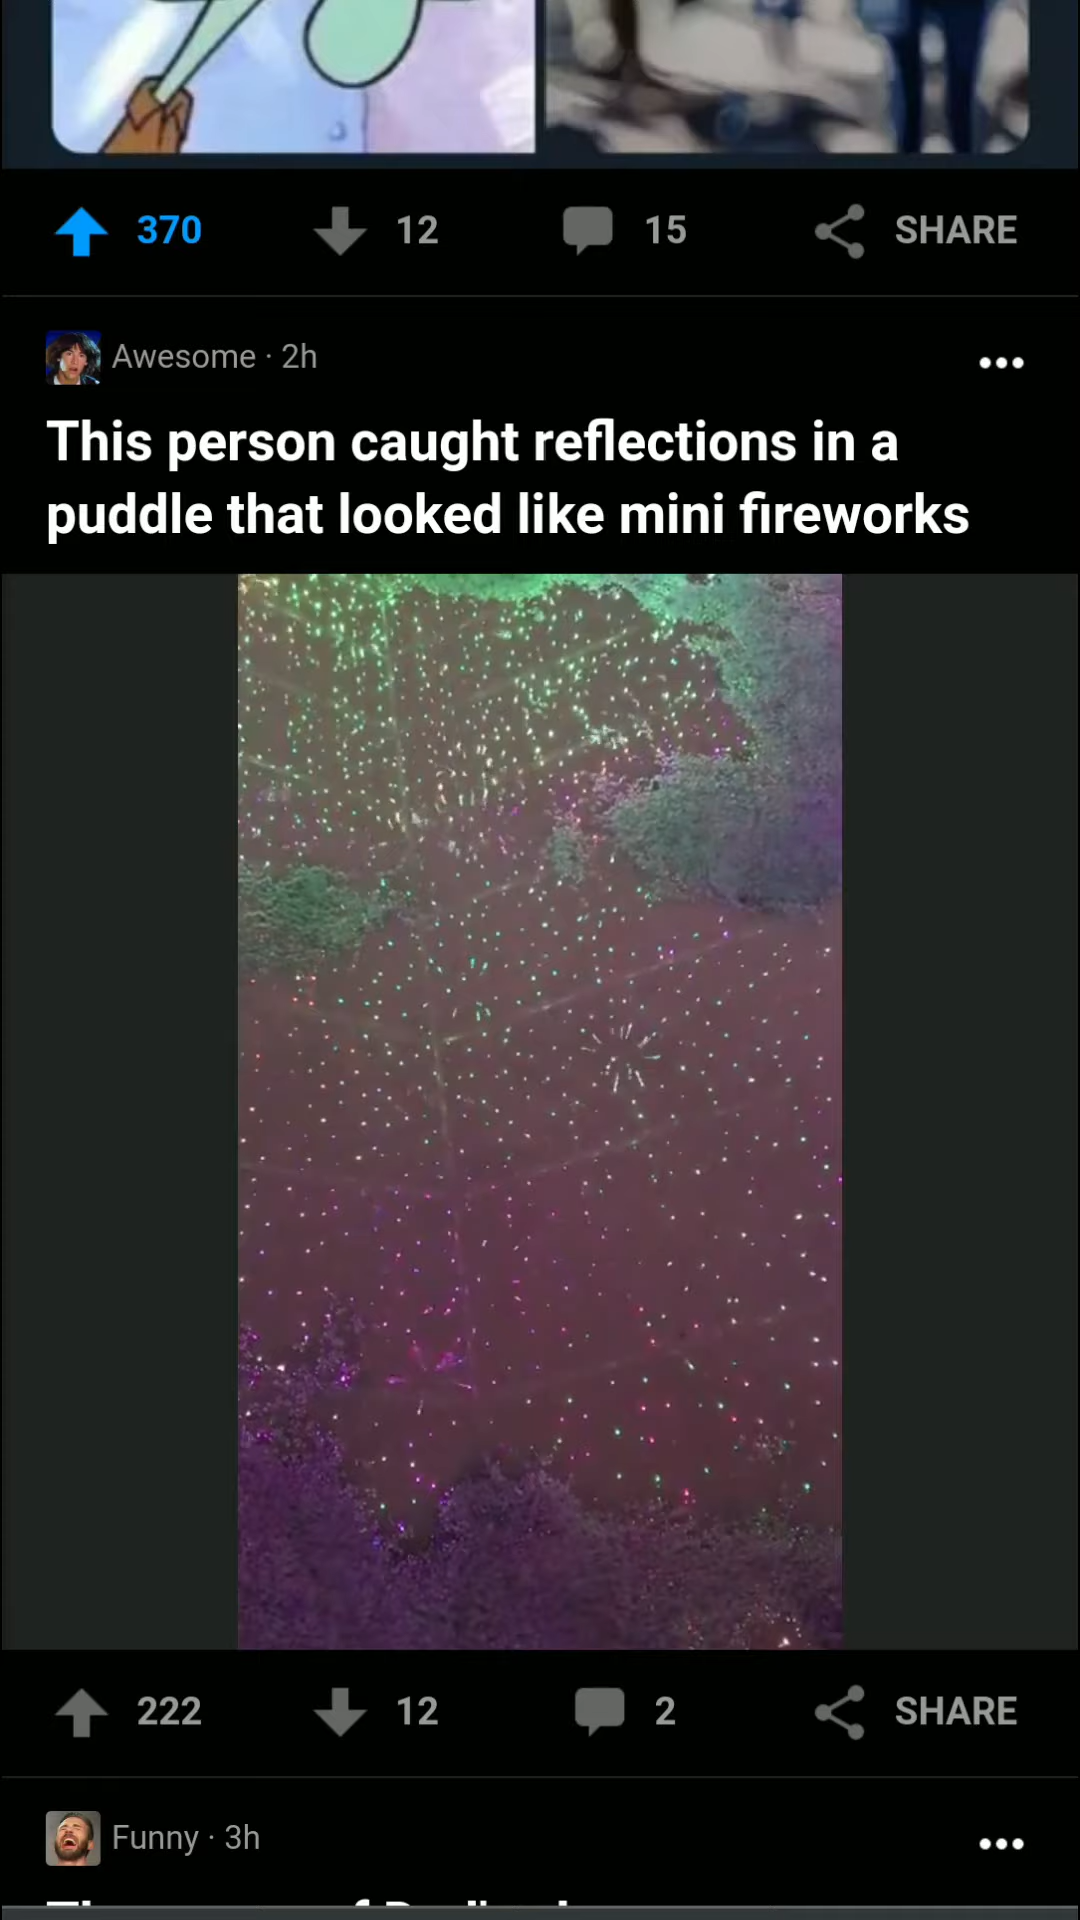 370 12 15 SHARE
Awesome · 2h
This person caught reflections in a
puddle that looked like mini fireworks
222 12 2 SHARE
Funny · 3h